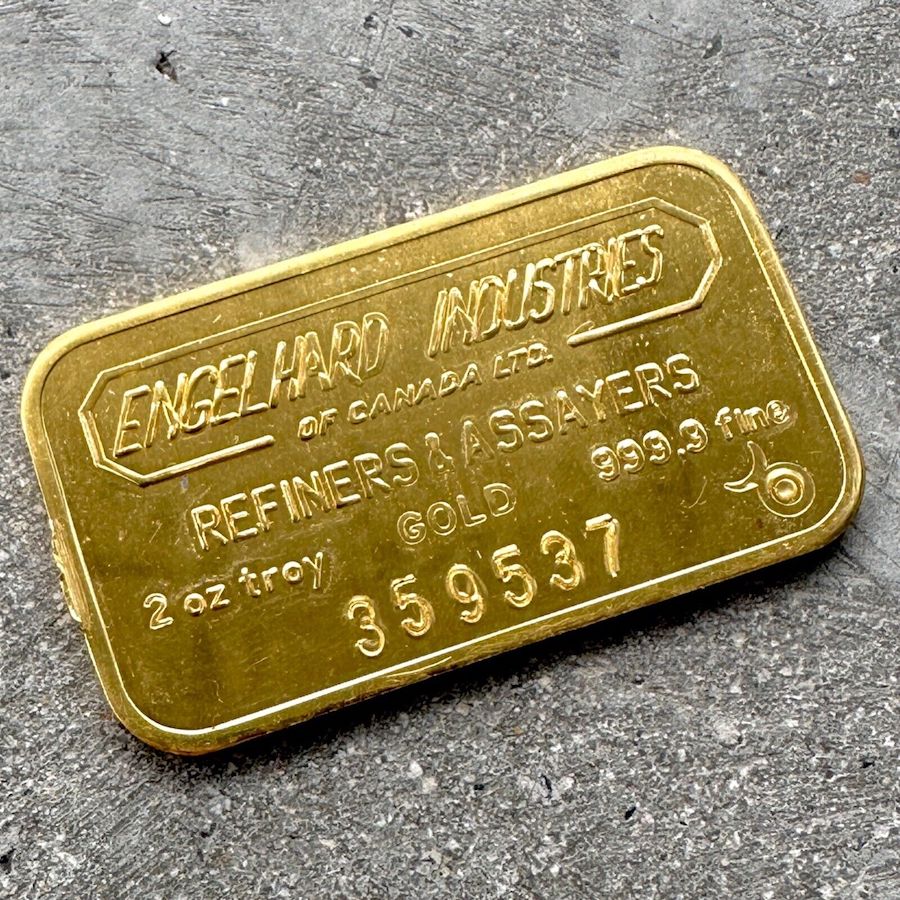 ENGELHARD INDUSTRIES
OF CANADA LTD.
REFINERS & ASSAYERS
GOLD 999.9 fine
2 oz troy
359537